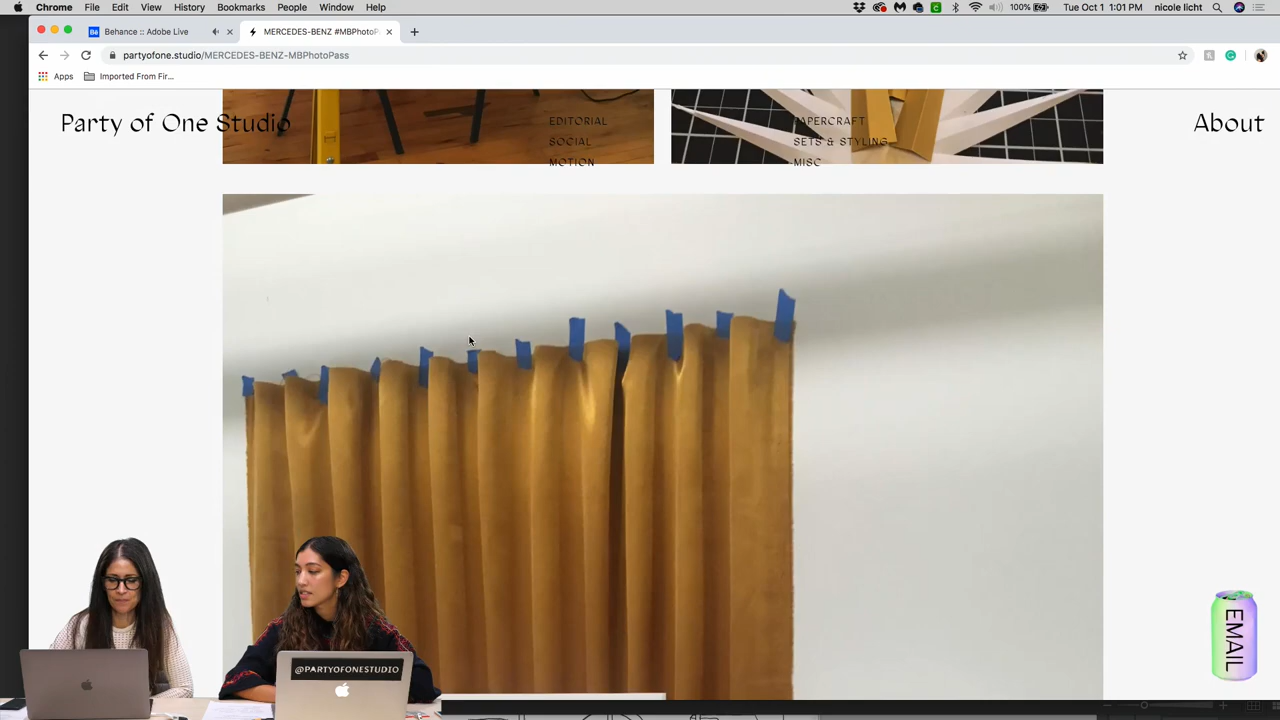 Chrome File Edit View History Bookmarks People Window Help
100% Tue Oct 1 1:01 PM nicole licht
Behance :: Adobe Live
MERCEDES-BENZ #MBPhotoPa
partyofone.studio/MERCEDES-BENZ-MBPhotoPass
Apps Imported From Fir...
Party of One Studio
EDITORIAL
SOCIAL
MOTION
PAPERCRAFT
SETS & STYLING
MISC
About
EMAIL
@PARTYOFONESTUDIO